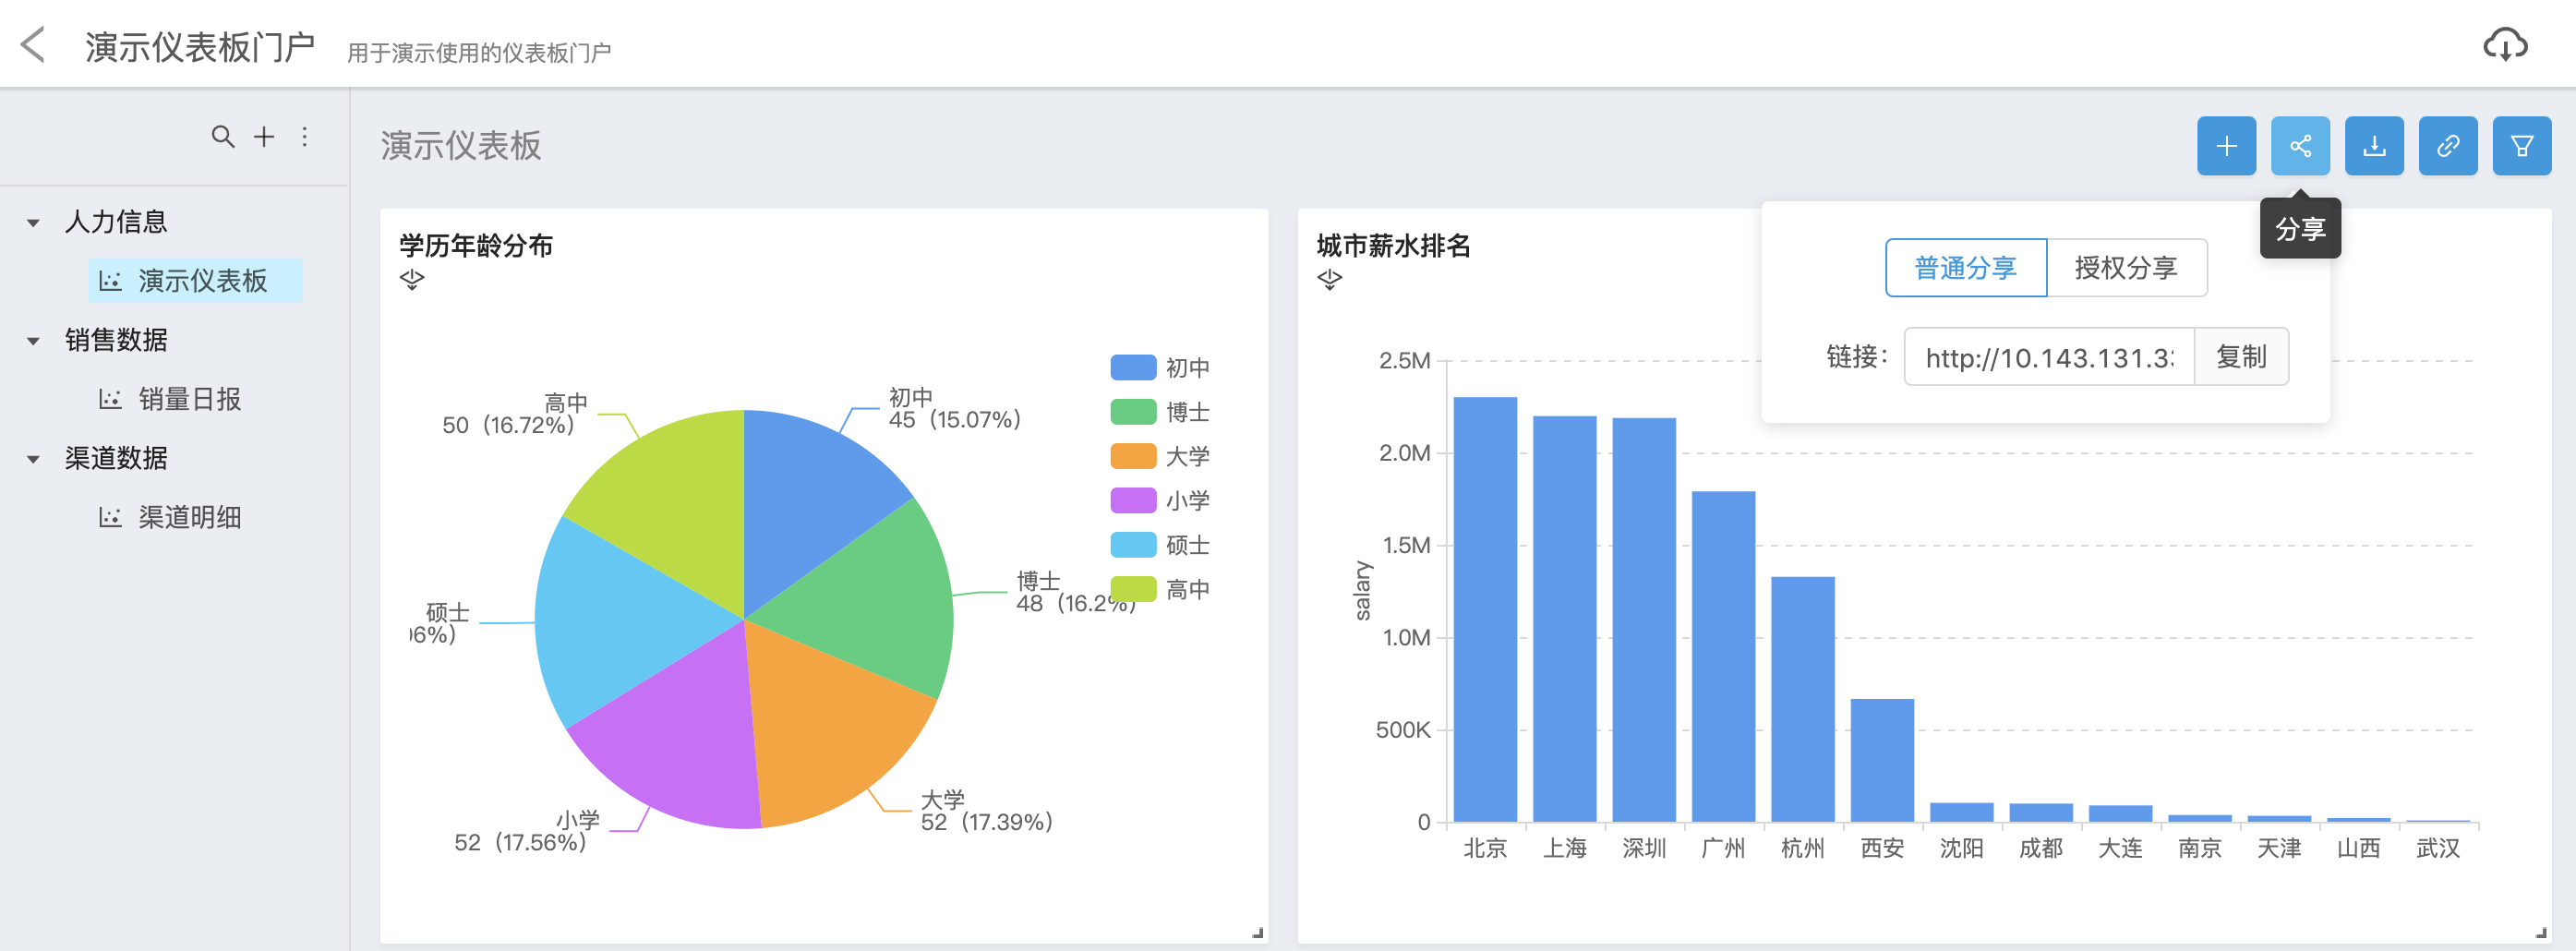 演示仪表板门户
用于演示使用的仪表板门户
演示仪表板
人力信息
演示仪表板
销售数据
销量日报
渠道数据
渠道明细
学历年龄分布
初中
博士
大学
小学
硕士
高中
高中
50（16.72%）
初中
45（15.07%）
博士
48（16.2%）
硕士
6%）
小学
52（17.56%）
大学
52（17.39%）
城市薪水排名
分享
普通分享
授权分享
链接：
http://10.143.131.3
复制
2.5M
2.0M
1.5M
1.0M
500K
0
salary
北京
上海
深圳
广州
杭州
西安
沈阳
成都
大连
南京
天津
山西
武汉